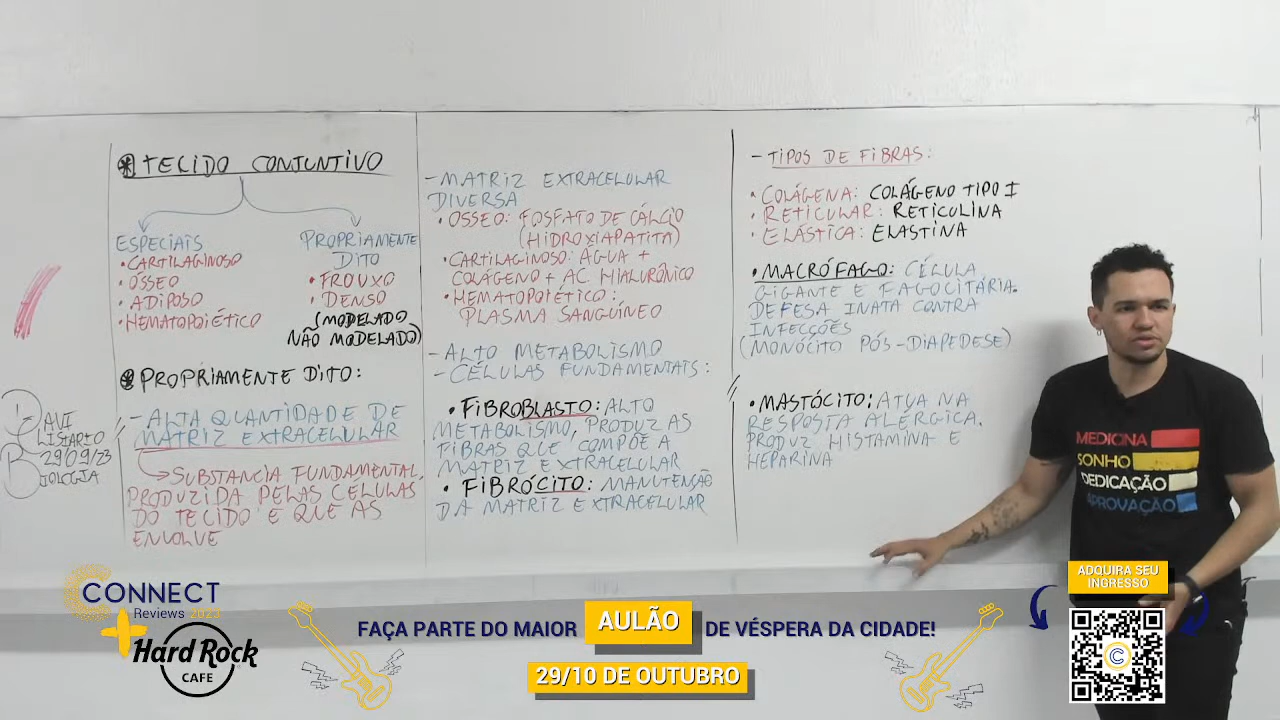 * TECIDO CONJUNTIVO
ESPECIAIS
• CARTILAGINOSO
• OSSEO
• ADIPOSO
• HEMATOPOIÉTICO
PROPRIAMENTE
DITO
• FROUXO
• DENSO
(MODELADO
NÃO MODELADO)
* PROPRIAMENTE DITO:
- ALTA QUANTIDADE DE
MATRIZ EXTRACELULAR
→ SUBSTANCIA FUNDAMENTAL
PRODUZIDA PELAS CÉLULAS
DO TECIDO E QUE AS
ENVOLVE
DAVI
LISTARTO
29/09/23
BIOLOGIA
- MATRIZ EXTRACELULAR
DIVERSA
• OSSEO: FOSFATO DE CÁLCIO
(HIDROXIAPATITA)
• CARTILAGINOSO: ÁGUA +
COLÁGENO + AC HIALURÔNICO
• HEMATOPOIÉTICO:
PLASMA SANGUÍNEO
- ALTO METABOLISMO
- CÉLULAS FUNDAMENTAIS:
• FIBROBLASTO: ALTO
METABOLISMO, PRODUZ AS
FIBRAS QUE COMPÕE A
MATRIZ EXTRACELULAR
• FIBRÓCITO: MANUTENÇÃO
DA MATRIZ EXTRACELULAR
- TIPOS DE FIBRAS:
• COLÁGENA: COLÁGENO TIPO I
• RETICULAR: RETICULINA
• ELÁSTICA: ELASTINA
• MACRÓFAGO: CÉLULA
GIGANTE E FAGOCITÁRIA.
DEFESA INATA CONTRA
INFECÇÕES
(MONÓCITO PÓS-DIAPEDESE)
• MASTÓCITO: ATUA NA
RESPOSTA ALÉRGICA.
PRODUZ HISTAMINA E
HEPARINA
MEDICINA
SONHO
DEDICAÇÃO
APROVAÇÃO
CONNECT
Reviews 2023
+ Hard Rock
CAFE
FAÇA PARTE DO MAIOR AULÃO DE VÉSPERA DA CIDADE!
29/10 DE OUTUBRO
ADQUIRA SEU
INGRESSO